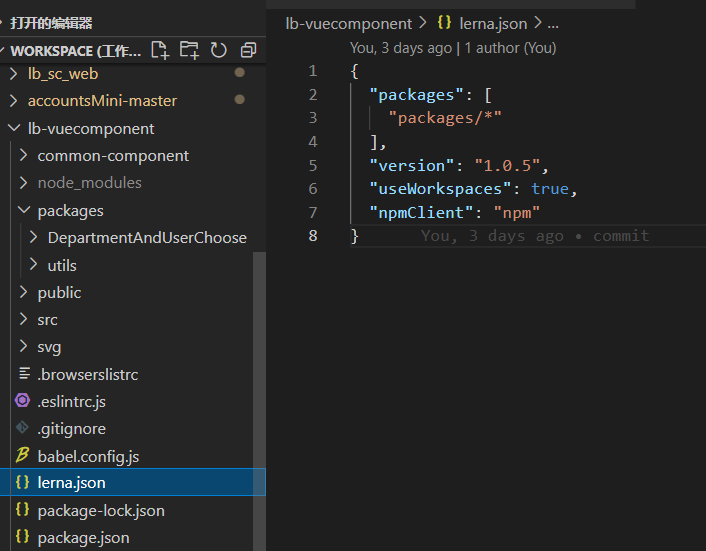 打开的编辑器
WORKSPACE (工作...
lb_sc_web
accountsMini-master
lb-vuecomponent
common-component
node_modules
packages
DepartmentAndUserChoose
utils
public
src
svg
.browserslistrc
.eslintrc.js
.gitignore
babel.config.js
lerna.json
package-lock.json
package.json
lb-vuecomponent > {} lerna.json > ...
You, 3 days ago | 1 author (You)
1 {
2 "packages": [
3 "packages/*"
4 ],
5 "version": "1.0.5",
6 "useWorkspaces": true,
7 "npmClient": "npm"
8 } You, 3 days ago • commit